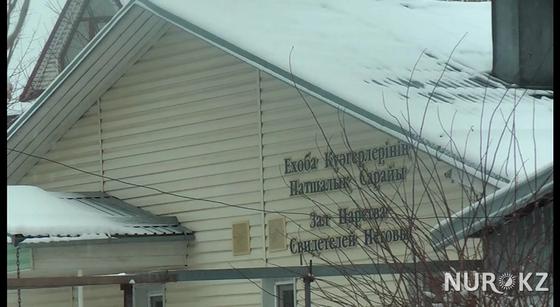 Ехоба Куәгерлерінің
Патшалық Сарайы
Зал Царства
Свидетелей Иеговы
NUR.KZ